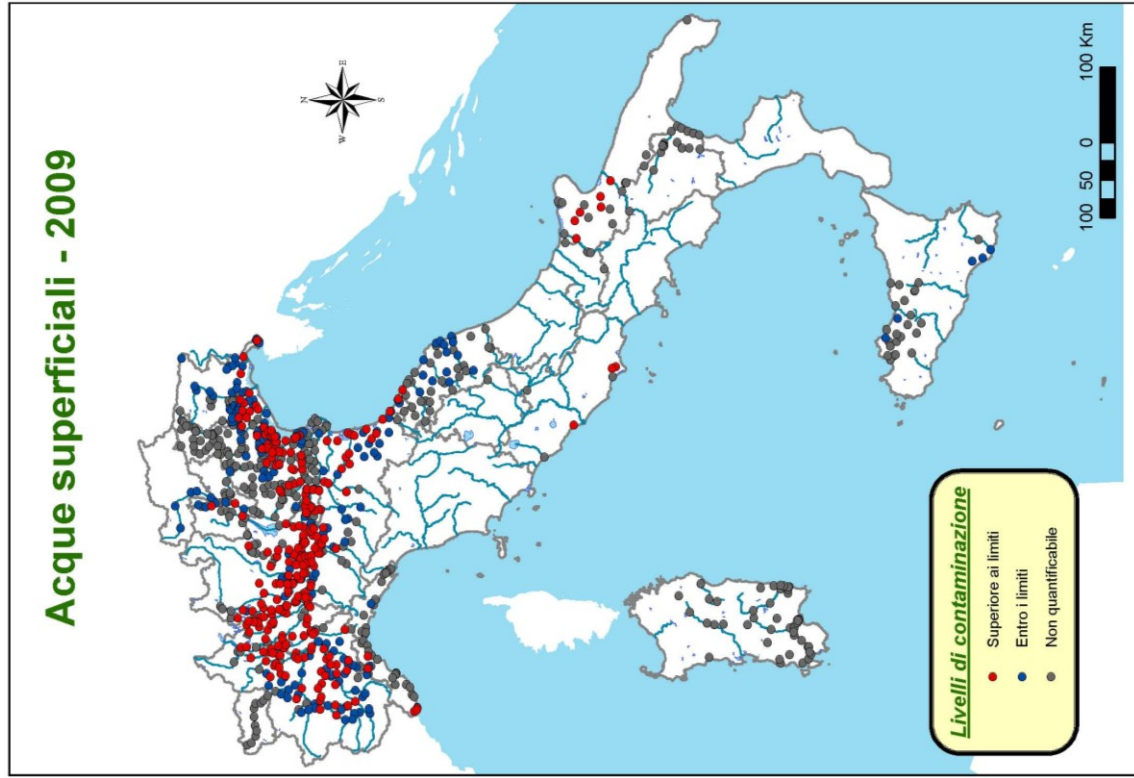 Acque superficiali - 2009
N
W
E
S
Livelli di contaminazione
Superiore ai limiti
Entro i limiti
Non quantificabile
100 50 0 100 Km